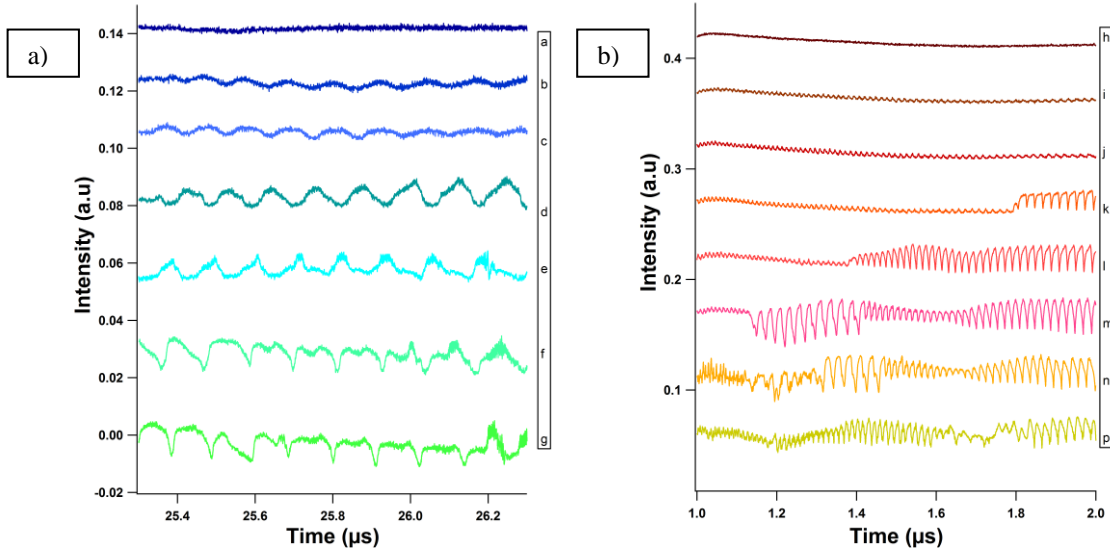 a)
Intensity (a.u)
0.14
0.12
0.10
0.08
0.06
0.04
0.02
0.00
-0.02
a
b
c
d
e
f
g
25.4
25.6
25.8
26.0
26.2
Time (µs)
b)
Intensity (a.u)
0.4
0.3
0.2
0.1
h
i
j
k
l
m
n
p
1.0
1.2
1.4
1.6
1.8
2.0
2.0
Time (µs)